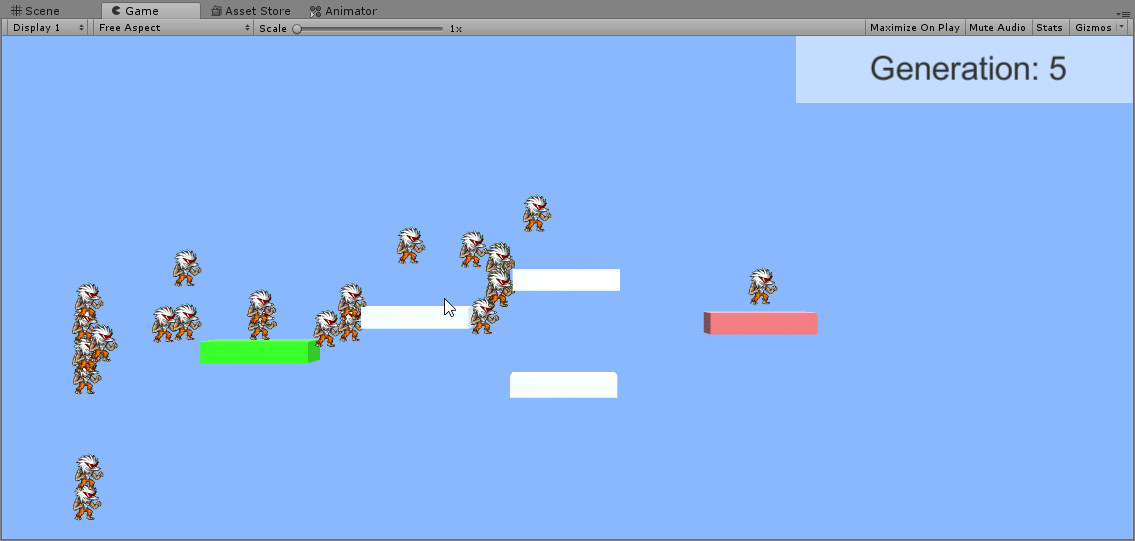 Scene Game Asset Store Animator
Display 1 Free Aspect Scale 1x Maximize On Play Mute Audio Stats Gizmos
Generation: 5